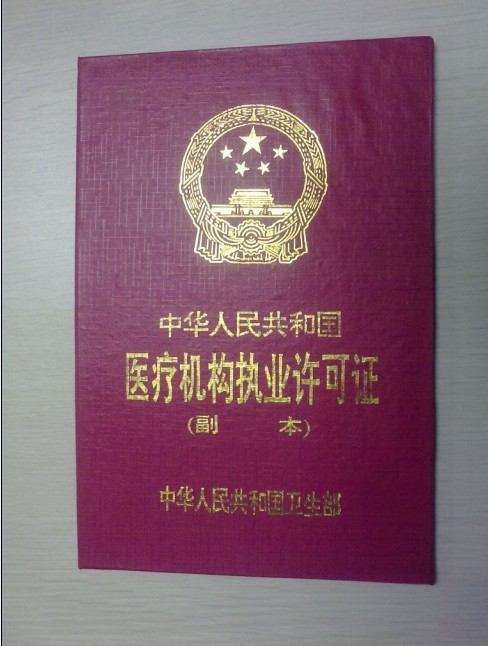 中华人民共和国
医疗机构执业许可证
(副 本)
中华人民共和国卫生部